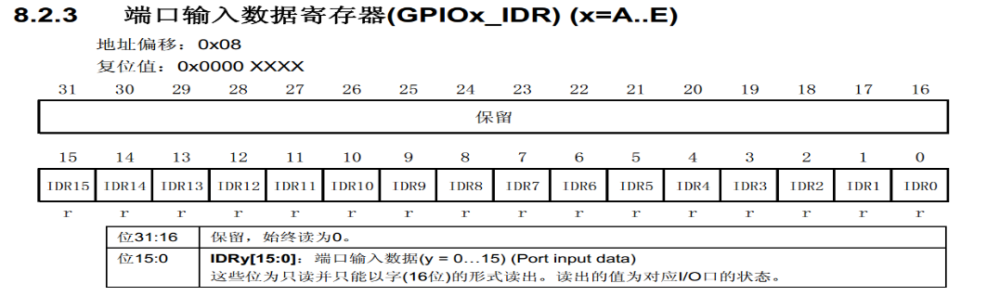 8.2.3 端口输入数据寄存器(GPIOx_IDR) (x=A..E)
地址偏移：0x08
复位值：0x0000 XXXX
31 30 29 28 27 26 25 24 23 22 21 20 19 18 17 16
保留
15 14 13 12 11 10 9 8 7 6 5 4 3 2 1 0
IDR15 IDR14 IDR13 IDR12 IDR11 IDR10 IDR9 IDR8 IDR7 IDR6 IDR5 IDR4 IDR3 IDR2 IDR1 IDR0
r r r r r r r r r r r r r r r r
位31:16 保留，始终读为0。
位15:0 IDRy[15:0]：端口输入数据(y = 0…15) (Port input data)
这些位为只读并只能以字(16位)的形式读出。读出的值为对应I/O口的状态。